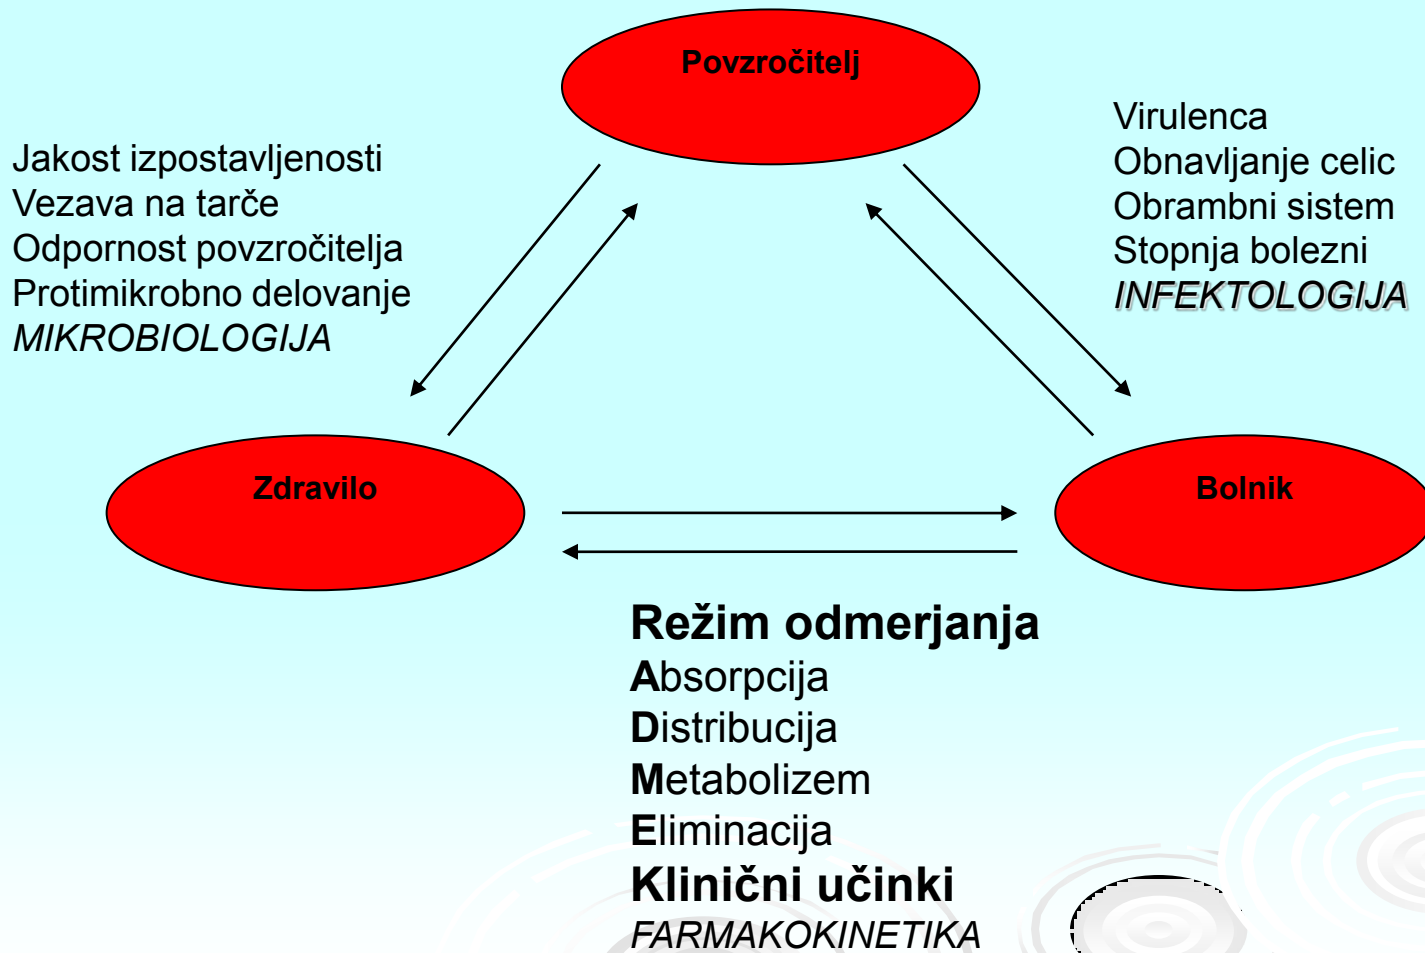 Povzročitelj
Jakost izpostavljenosti
Vezava na tarče
Odpornost povzročitelja
Protimikrobno delovanje
MIKROBIOLOGIJA
Virulenca
Obnavljanje celic
Obrambni sistem
Stopnja bolezni
INFEKTOLOGIJA
Zdravilo
Bolnik
Režim odmerjanja
Absorpcija
Distribucija
Metabolizem
Eliminacija
Klinični učinki
FARMAKOKINETIKA